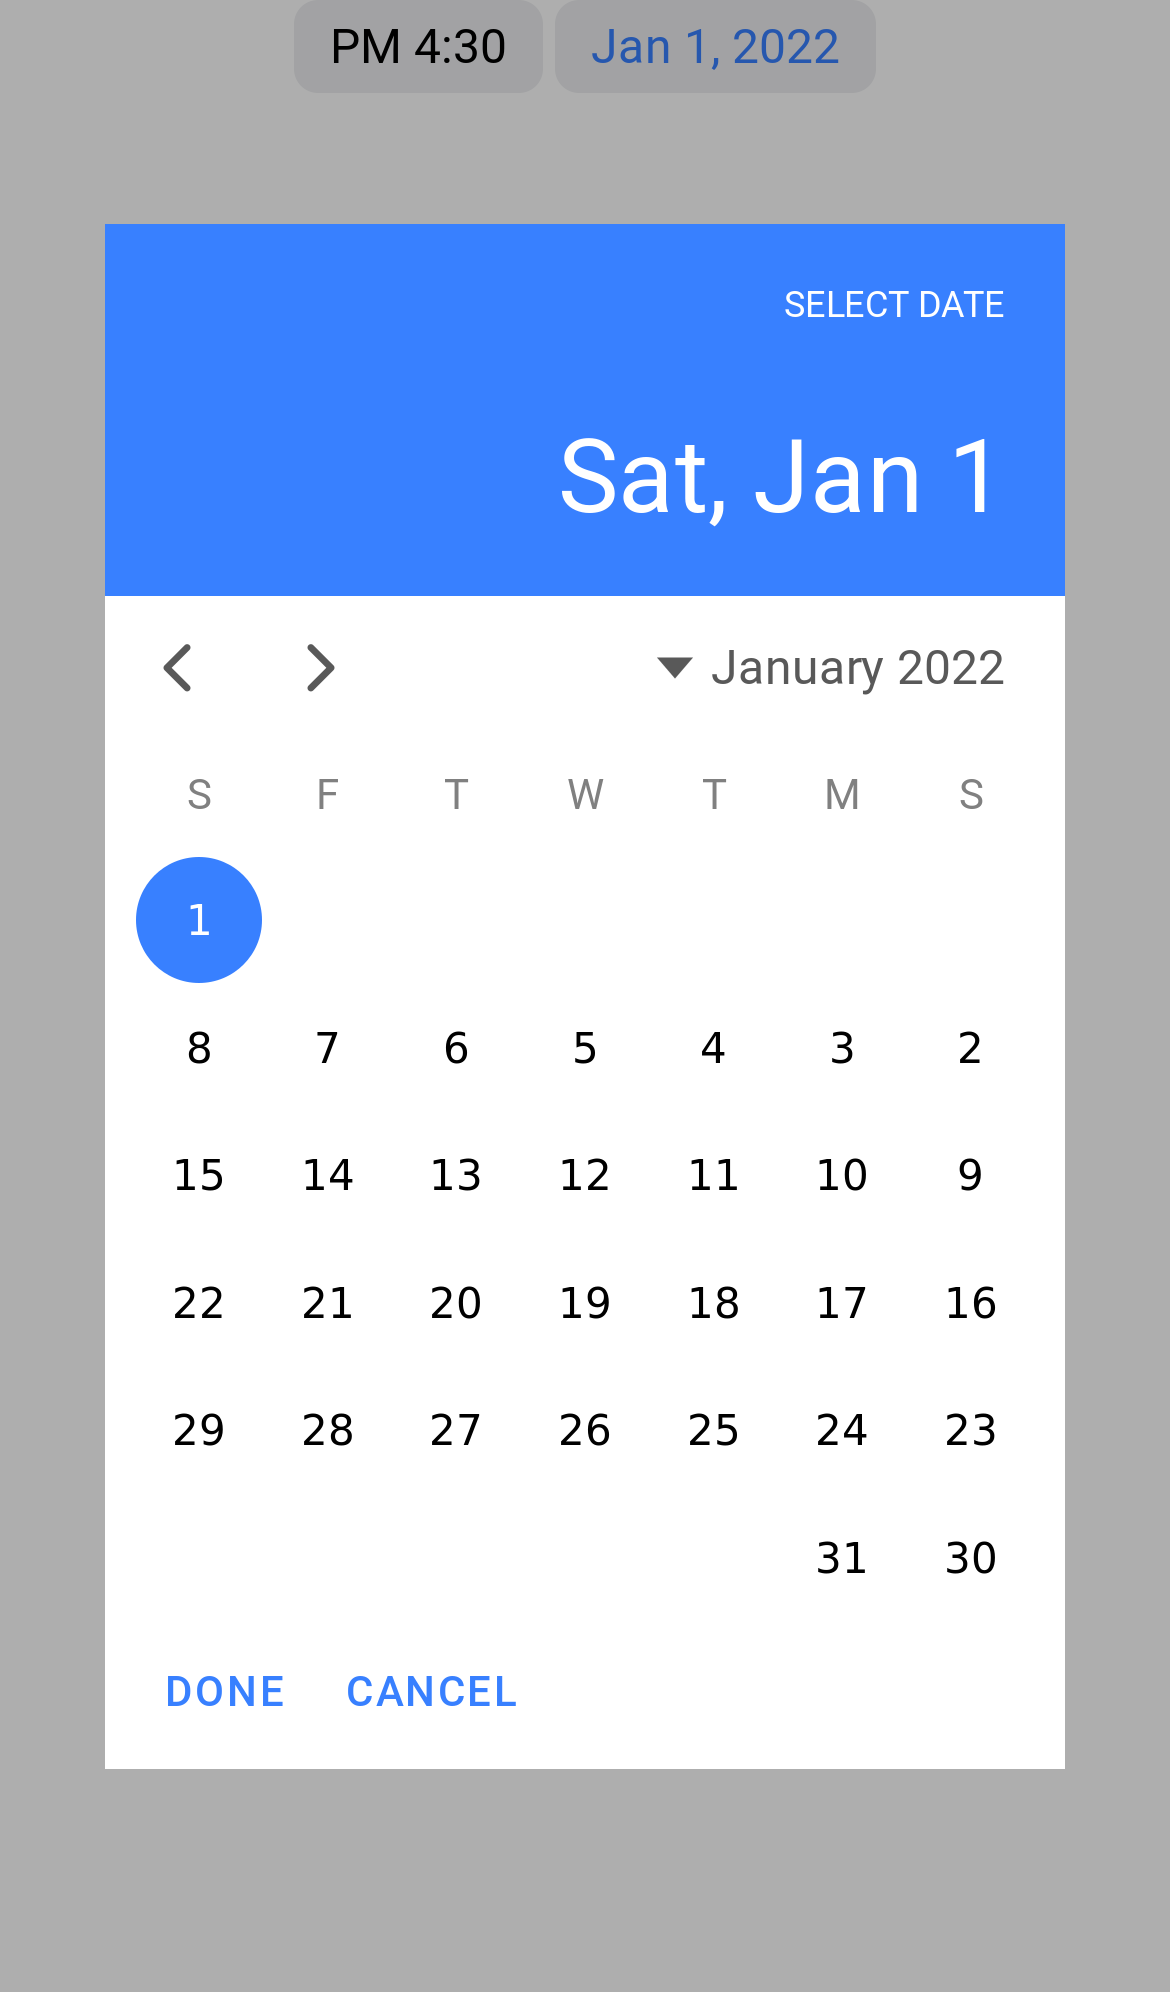 PM 4:30 Jan 1, 2022
SELECT DATE
Sat, Jan 1
January 2022
S F T W T M S
1
8 7 6 5 4 3 2
15 14 13 12 11 10 9
22 21 20 19 18 17 16
29 28 27 26 25 24 23
31 30
DONE CANCEL